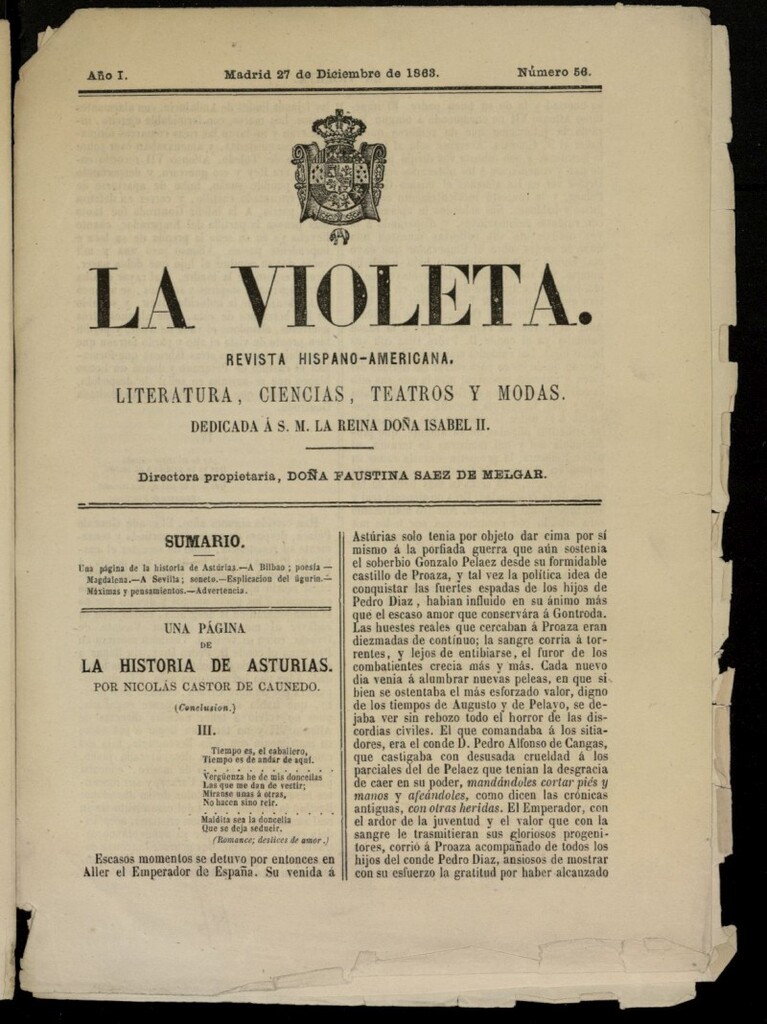 Año I.
Madrid 27 de Diciembre de 1863.
Número 56.
LA VIOLETA.
REVISTA HISPANO-AMERICANA.
LITERATURA, CIENCIAS, TEATROS Y MODAS.
DEDICADA Á S. M. LA REINA DOÑA ISABEL II.
Directora propietaria, DOÑA FAUSTINA SAEZ DE MELGAR.
SUMARIO.
Una página de la historia de Astúrias.—A Bilbao; poesía—
Magdalena.—A Sevilla; soneto.—Esplicacion del figurin.—
Máximas y pensamientos.—Advertencia.
UNA PÁGINA
DE
LA HISTORIA DE ASTURIAS.
POR NICOLÁS CASTOR DE CAUNEDO.
(Conclusion.)
III.
Tiempo es, el caballero,
Tiempo es de andar de aquí.
. . . . . . . . . . . . . . .
Vergüenza he de mis doncellas
Las que me dan de vestir;
Miranse unas á otras,
No hacen sino reir.
. . . . . . . . . . . . . . .
Maldita sea la doncella
Que se deja seducir.
(Romance; deslices de amor.)
Escasos momentos se detuvo por entonces en
Aller el Emperador de España. Su venida á
Astúrias solo tenia por objeto dar cima por sí
mismo á la porfiada guerra que aún sostenia
el soberbio Gonzalo Pelaez desde su formidable
castillo de Proaza, y tal vez la política idea de
conquistar las fuertes espadas de los hijos de
Pedro Diaz, habian influido en su ánimo más
que el escaso amor que conservára á Gontroda.
Las huestes reales que cercaban á Proaza eran
diezmadas de contínuo; la sangre corria á tor-
rentes, y lejos de entibiarse, el furor de los
combatientes crecia más y más. Cada nuevo
dia venia á alumbrar nuevas peleas, en que si
bien se ostentaba el más esforzado valor, digno
de los tiempos de Augusto y de Pelayo, se de-
jaba ver sin rebozo todo el horror de las dis-
cordias civiles. El que comandaba á los sitia-
dores, era el conde D. Pedro Alfonso de Cangas,
que castigaba con desusada crueldad á los
parciales del de Pelaez que tenian la desgracia
de caer en su poder, mandándoles cortar piés y
manos y afeándoles, como dicen las crónicas
antiguas, con otras heridas. El Emperador, con
el ardor de la juventud y el valor que con la
sangre le trasmitieran sus gloriosos progeni-
tores, corrió á Proaza acompañado de todos los
hijos del conde Pedro Diaz, ansiosos de mostrar
con su esfuerzo la gratitud por haber alcanzado